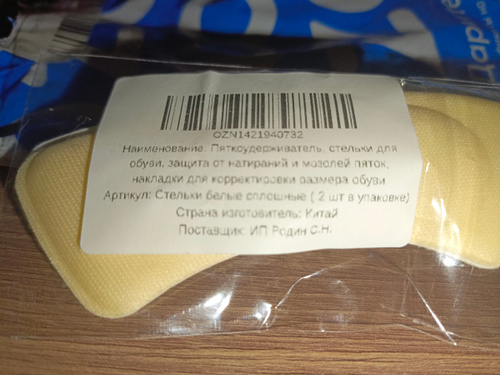 OZN1421940732
Наименование: Пяткоудерживатель, стельки для
обуви, защита от натираний и мозолей пяток,
накладки для корректировки размера обуви
Артикул: Стельки белые сплошные ( 2 шт в упаковке)
Страна изготовитель: Китай
Поставщик: ИП Родин С.Н.